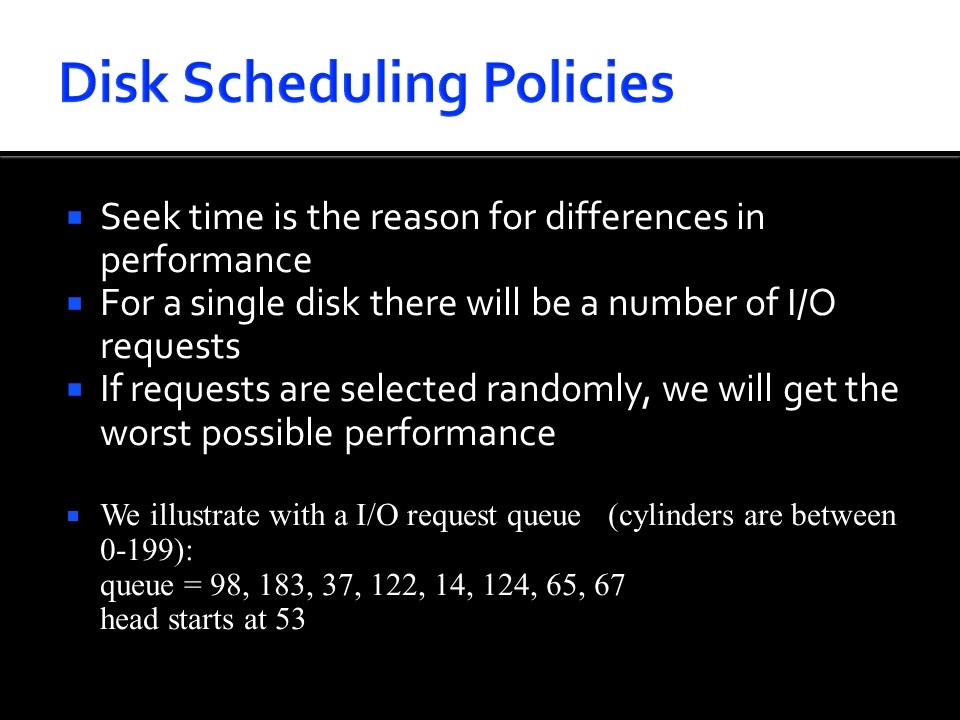 Disk Scheduling Policies
Seek time is the reason for differences in
performance
For a single disk there will be a number of I/O
requests
If requests are selected randomly, we will get the
worst possible performance
We illustrate with a I/O request queue (cylinders are between
0-199):
queue = 98, 183, 37, 122, 14, 124, 65, 67
head starts at 53